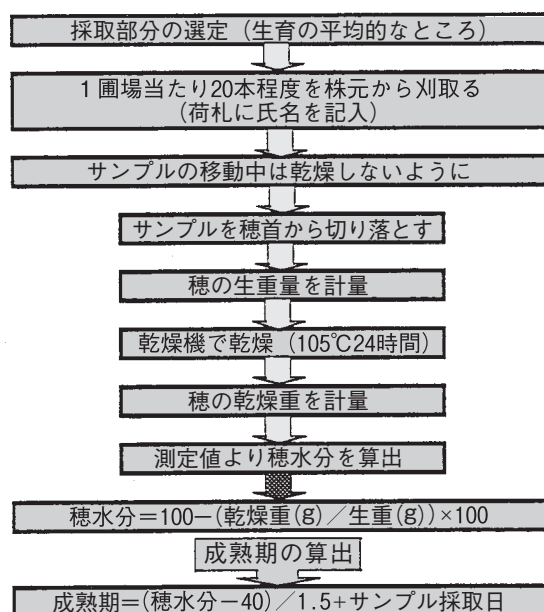 採取部分の選定（生育の平均的なところ）
1圃場当たり20本程度を株元から刈取る
(荷札に氏名を記入)
サンプルの移動中は乾燥しないように
サンプルを穂首から切り落とす
穂の生重量を計量
乾燥機で乾燥（105℃24時間）
穂の乾燥重を計量
測定値より穂水分を算出
穂水分＝100－(乾燥重(g)／生重(g))×100
成熟期の算出
成熟期＝(穂水分－40)／1.5＋サンプル採取日